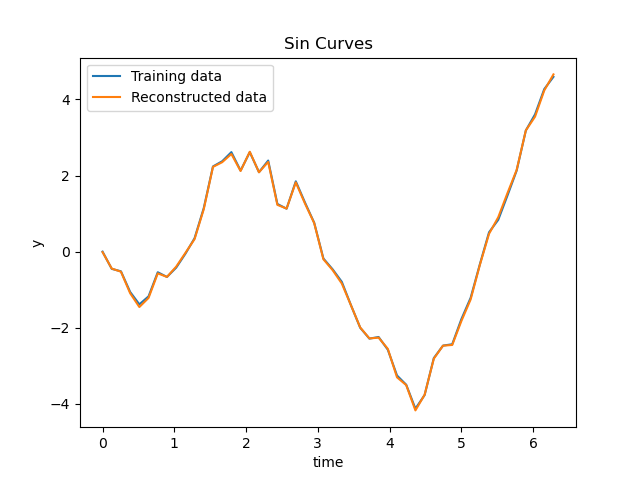 Sin Curves
Training data
Reconstructed data
y
4
2
0
−2
−4
0 1 2 3 4 5 6
time